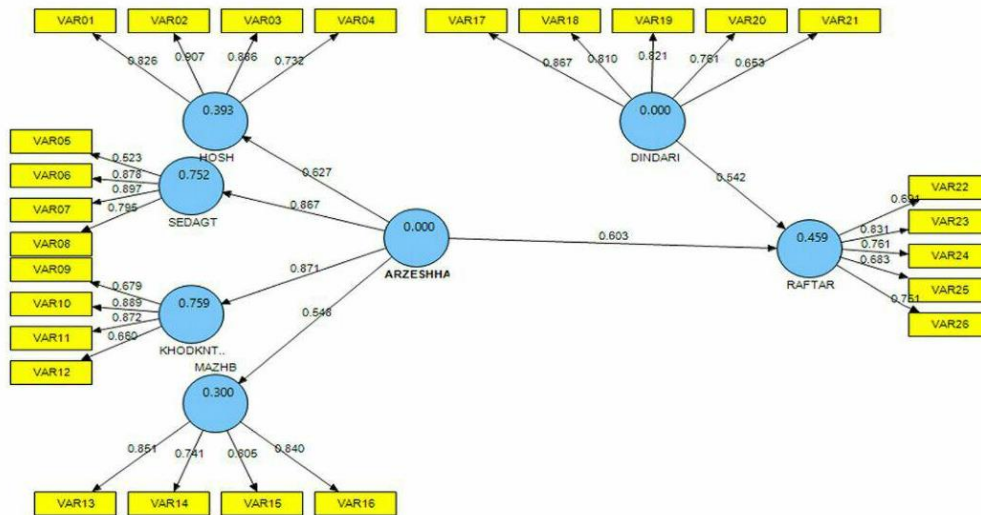 VAR01 VAR02 VAR03 VAR04
0.826 0.907 0.886 0.732
0.393
HOSH
VAR17 VAR18 VAR19 VAR20 VAR21
0.867 0.810 0.821 0.761 0.653
0.000
DINDARI
0.627
0.542
VAR05
VAR06
VAR07
VAR08
0.523
0.878
0.897
0.795
0.752
SEDAGT
0.867
0.000
ARZESHHA
0.603
0.459
RAFTAR
0.691
0.831
0.761
0.683
0.751
VAR22
VAR23
VAR24
VAR25
VAR26
VAR09
VAR10
VAR11
VAR12
0.679
0.889
0.872
0.660
0.759
KHODKNT..
0.871
0.548
MAZHB
0.300
0.851 0.741 0.805 0.840
VAR13 VAR14 VAR15 VAR16